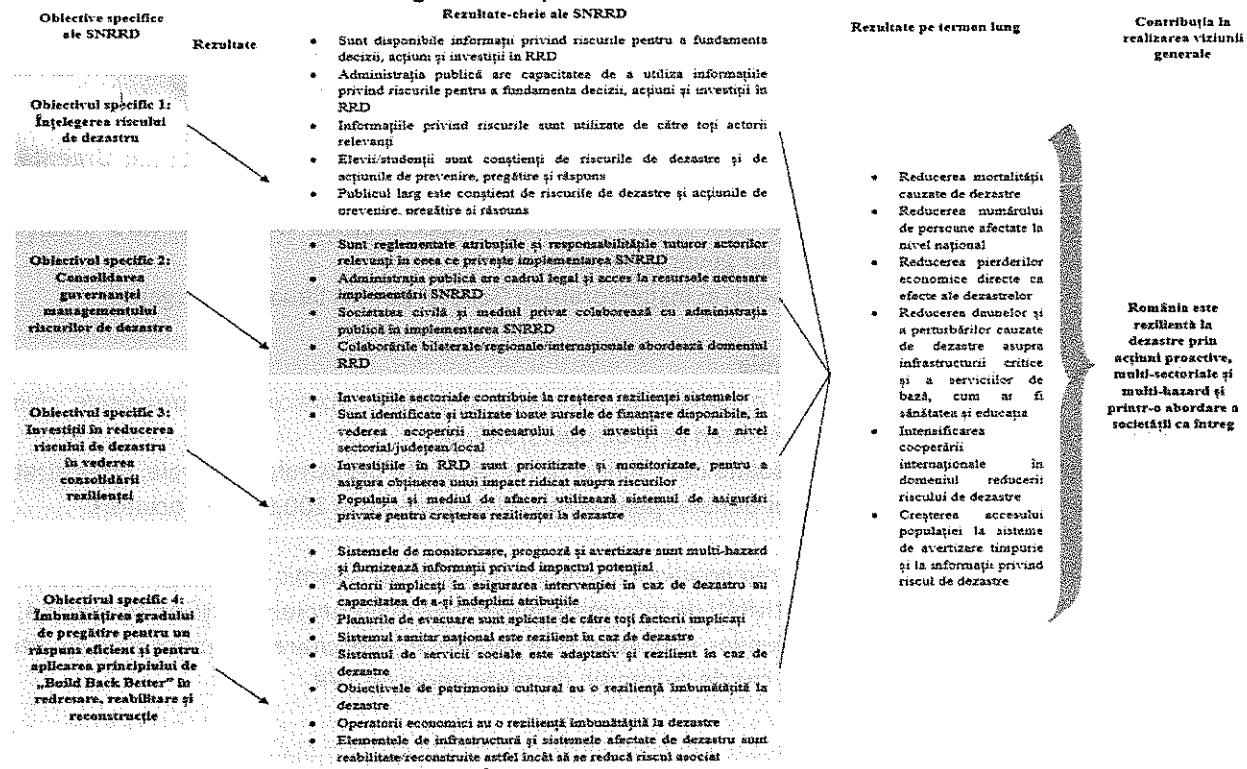 Obiective specifice
ale SNRRD
Rezultate
Rezultate-cheie ale SNRRD
Rezultate pe termen lung
Contribuția la
realizarea viziunii
generale
Obiectivul specific 1:
Înțelegerea riscului
de dezastru
• Sunt disponibile informații privind riscurile pentru a fundamenta
decizii, acțiuni și investiții în RRD
• Administrația publică are capacitatea de a utiliza informațiile
privind riscurile pentru a fundamenta decizii, acțiuni și investiții în
RRD
• Informațiile privind riscurile sunt utilizate de către toți actorii
relevanți
• Elevii/studenții sunt conștienți de riscurile de dezastre și de
acțiunile de prevenire, pregătire și răspuns
• Publicul larg este conștient de riscurile de dezastre și acțiunile de
prevenire, pregătire si răspuns
Obiectivul specific 2:
Consolidarea
guvernanței
managementului
riscurilor de dezastre
• Sunt reglementate atribuțiile și responsabilitățile tuturor actorilor
relevanți în ceea ce privește implementarea SNRRD
• Administrația publică are cadrul legal și acces la resursele necesare
implementării SNRRD
• Societatea civilă și mediul privat colaborează cu administrația
publică în implementarea SNRRD
• Colaborările bilaterale/regionale/internaționale abordează domeniul
RRD
Obiectivul specific 3:
Investiții în reducerea
riscului de dezastru
în vederea
consolidării
rezilienței
• Investițiile sectoriale contribuie la creșterea rezilienței sistemelor
• Sunt identificate și utilizate toate sursele de finanțare disponibile, în
vederea acoperirii necesarului de investiții de la nivel
sectorial/județean/local
• Investițiile în RRD sunt prioritizate și monitorizate, pentru a
asigura obținerea unui impact ridicat asupra riscurilor
• Populația și mediul de afaceri utilizează sistemul de asigurări
private pentru creșterea rezilienței la dezastre
Obiectivul specific 4:
Îmbunătățirea gradului
de pregătire pentru un
răspuns eficient și pentru
aplicarea principiului de
„Build Back Better” în
redresare, reabilitare și
reconstrucție
• Sistemele de monitorizare, prognoză și avertizare sunt multi-hazard
și furnizează informații privind impactul potențial
• Actorii implicați în asigurarea intervenției în caz de dezastru au
capacitatea de a-și îndeplini atribuțiile
• Planurile de evacuare sunt aplicate de către toți factorii implicați
• Sistemul sanitar național este rezilient în caz de dezastre
• Sistemul de servicii sociale este adaptativ și rezilient în caz de
dezastre
• Obiectivele de patrimoniu cultural au o reziliență îmbunătățită la
dezastre
• Operatorii economici au o reziliență îmbunătățită la dezastre
• Elementele de infrastructură și sistemele afectate de dezastru sunt
reabilitate/reconstruite astfel încât să se reducă riscul asociat
• Reducerea mortalității
cauzate de dezastre
• Reducerea numărului
de persoane afectate la
nivel național
• Reducerea pierderilor
economice directe ca
efecte ale dezastrelor
• Reducerea daunelor și
a perturbărilor cauzate
de dezastre asupra
infrastructurii critice
și a serviciilor de
bază, cum ar fi
sănătatea și educația
• Intensificarea
cooperării
internaționale în
domeniul reducerii
riscului de dezastre
• Creșterea accesului
populației la sisteme
de avertizare timpurie
și la informații privind
riscul de dezastre
România este
rezilientă la
dezastre prin
acțiuni proactive,
multi-sectoriale și
multi-hazard și
printr-o abordare a
societății ca întreg